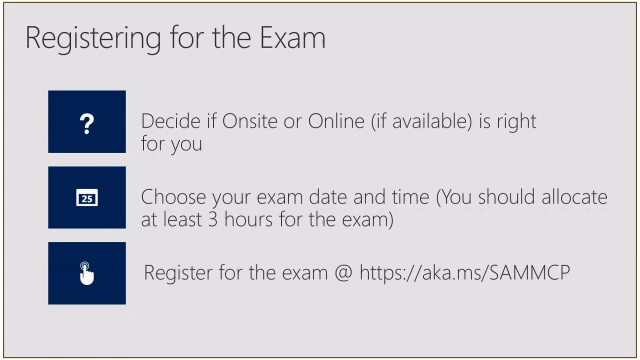 Registering for the Exam
?
Decide if Onsite or Online (if available) is right
for you
25
Choose your exam date and time (You should allocate
at least 3 hours for the exam)
Register for the exam @ https://aka.ms/SAMMCP